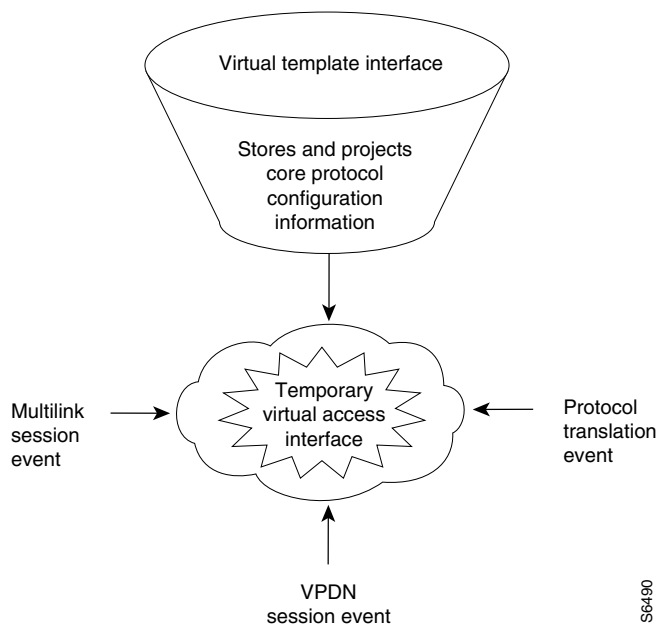 Virtual template interface
Stores and projects
core protocol
configuration
information
Temporary
virtual access
interface
Multilink
session
event
Protocol
translation
event
VPDN
session event
S6490